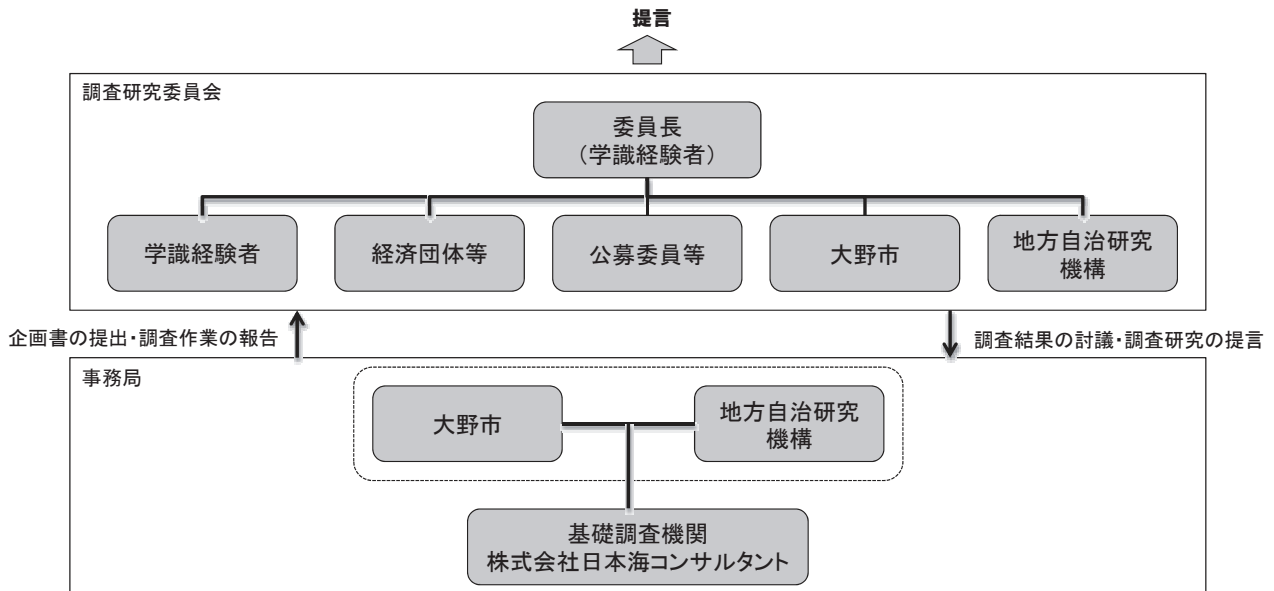 提言
調査研究委員会
委員長
（学識経験者）
学識経験者
経済団体等
公募委員等
大野市
地方自治研究
機構
企画書の提出・調査作業の報告
調査結果の討議・調査研究の提言
事務局
大野市
地方自治研究
機構
基礎調査機関
株式会社日本海コンサルタント